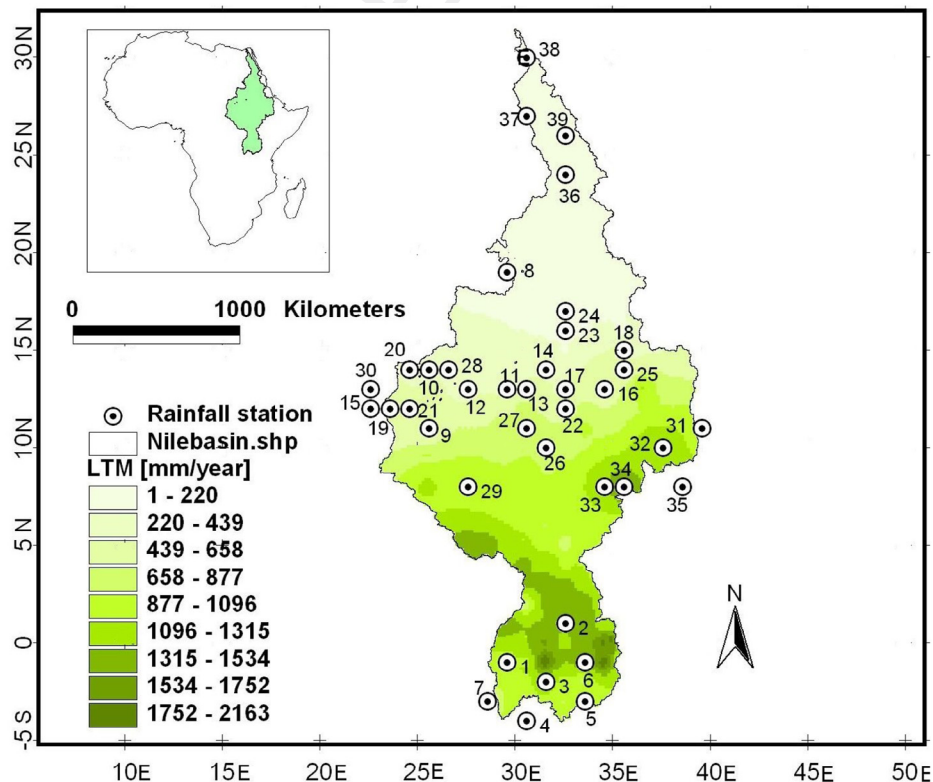 30N
25N
20N
15N
10N
5N
0
-5S
0 1000 Kilometers
Rainfall station
Nilebasin.shp
LTM [mm/year]
1 - 220
220 - 439
439 - 658
658 - 877
877 - 1096
1096 - 1315
1315 - 1534
1534 - 1752
1752 - 2163
38
37 39
36
8
24
23
18
20 28 14
25
30 10 11 17
12 13 16
15 21
19 9 27 22 31
26 32
29 34
33 35
2
1 6
7 3
4 5
N
10E 15E 20E 25E 30E 35E 40E 45E 50E